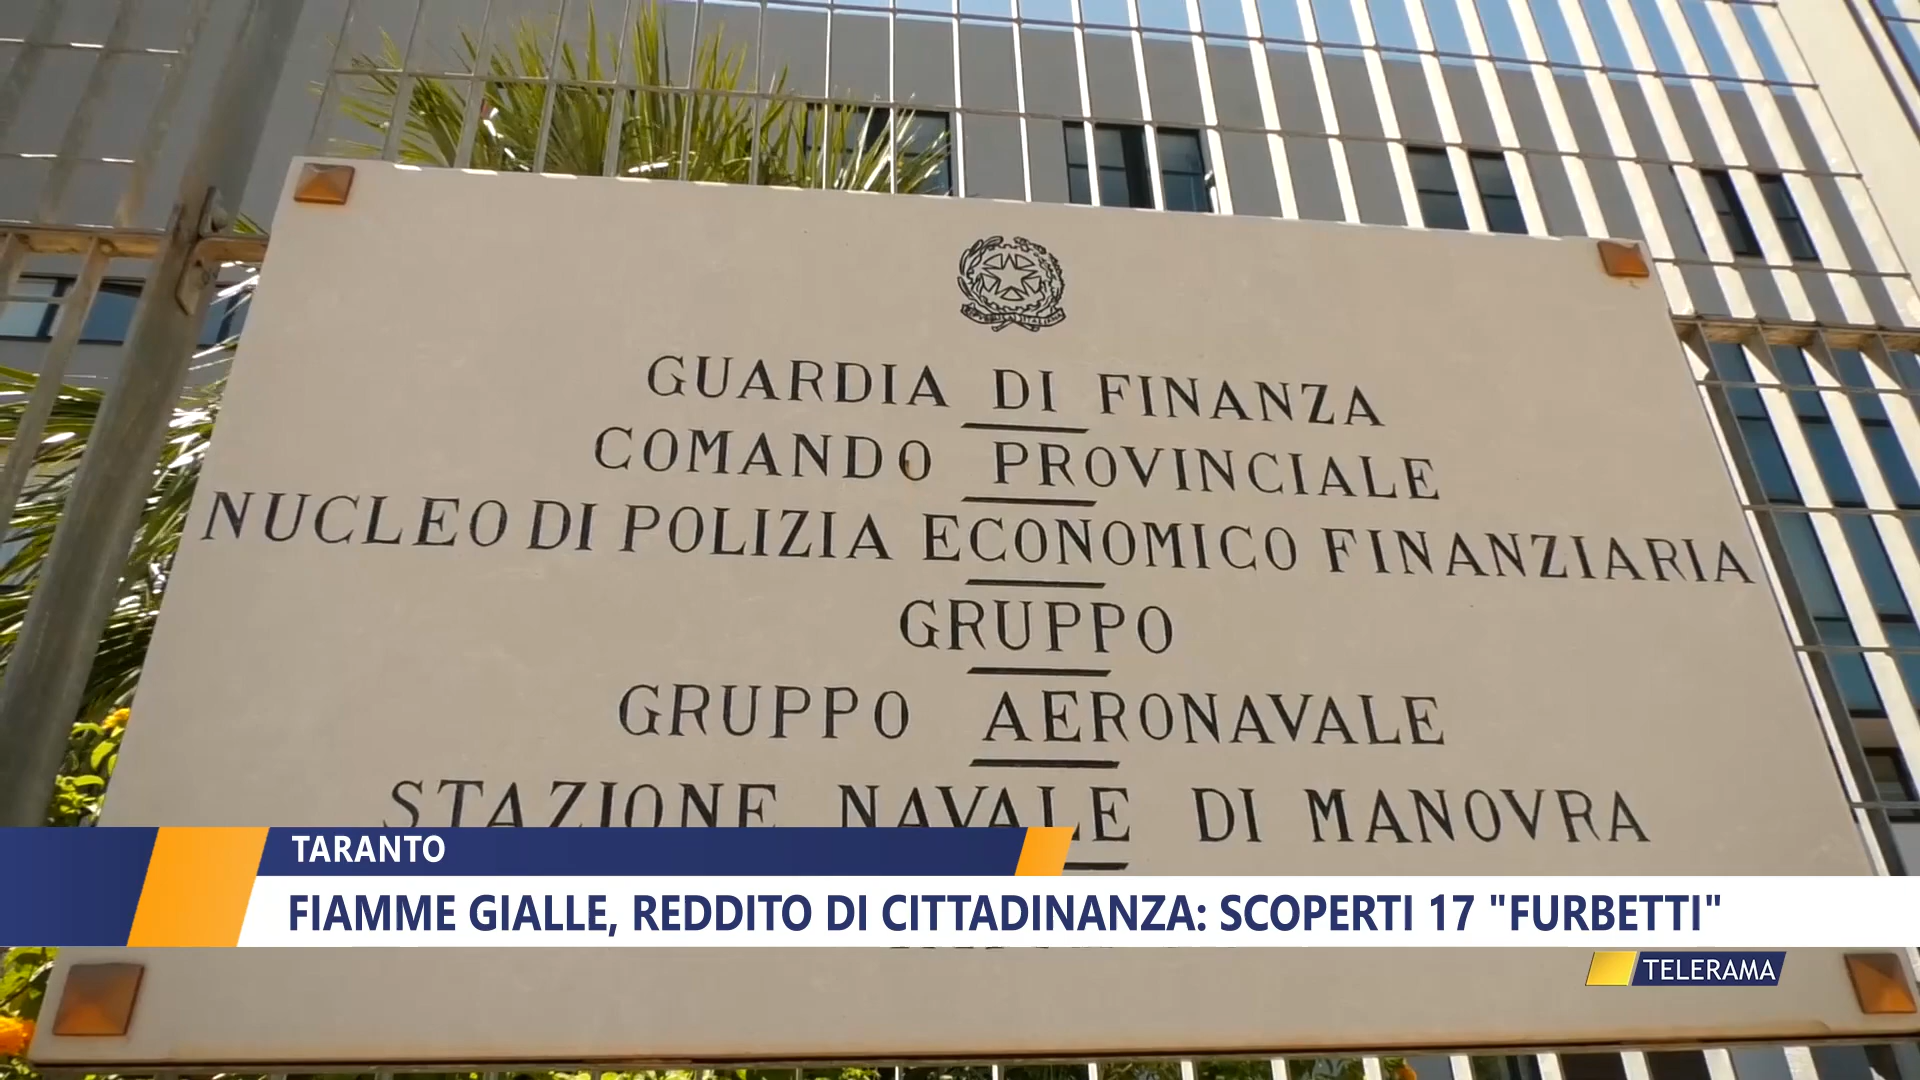 GUARDIA DI FINANZA
COMANDO PROVINCIALE
NUCLEO DI POLIZIA ECONOMICO FINANZIARIA
GRUPPO
GRUPPO AERONAVALE
STAZIONE NAVALE DI MANOVRA
TARANTO
FIAMME GIALLE, REDDITO DI CITTADINANZA: SCOPERTI 17 "FURBETTI"
TELERAMA